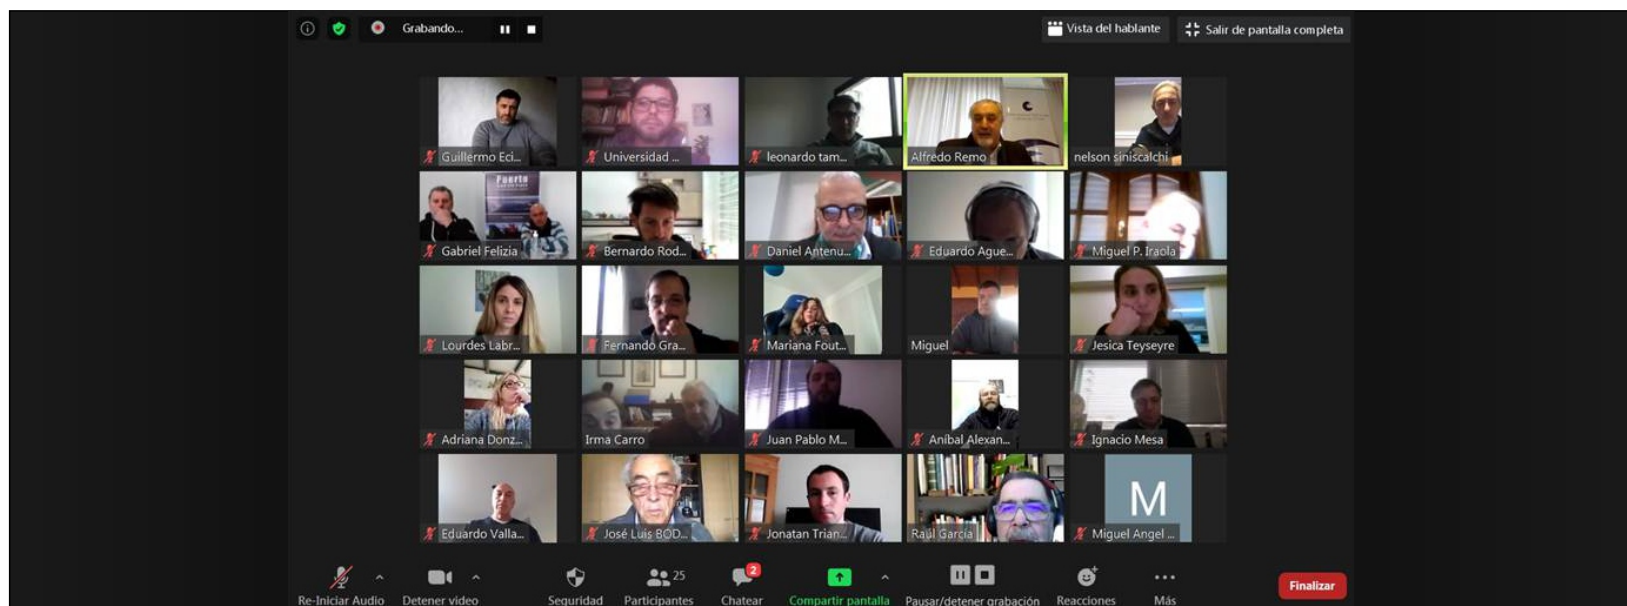 Grabando...
Vista del hablante
Salir de pantalla completa
Guillermo Eci...
Universidad ...
leonardo tam...
Alfredo Remo
nelson siniscalchi
Puerto
Gabriel Felizia
Bernardo Rod...
Daniel Antenu...
Eduardo Ague...
Miguel P. Iraola
Lourdes Labr...
Fernando Gra...
Mariana Fout...
Miguel
Jesica Teyseyre
Adriana Donz...
Irma Carro
Juan Pablo M...
Aníbal Alexan...
Ignacio Mesa
M
Eduardo Valla...
José Luis BOD...
Jonatan Trian...
Raúl García
Miguel Angel ...
25
2
Re-Iniciar Audio
Detener video
Seguridad
Participantes
Chatear
Compartir pantalla
Pausar/detener grabación
Reacciones
Más
Finalizar